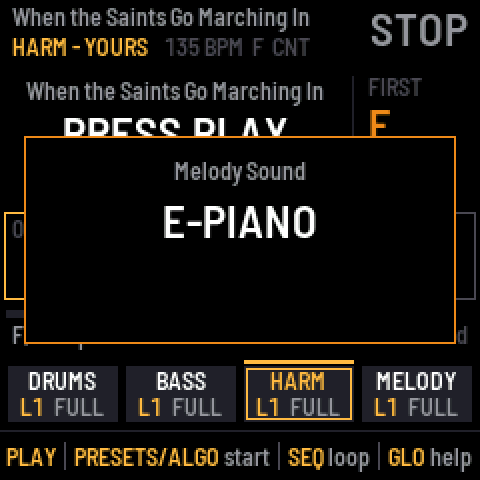 When the Saints Go Marching In
HARM - YOURS 135 BPM F CNT
STOP
When the Saints Go Marching In
FIRST
PRESS PLAY
F
Melody Sound
E-PIANO
DRUMS
L1 FULL
BASS
L1 FULL
HARM
L1 FULL
MELODY
L1 FULL
PLAY PRESETS/ALGO start SEQ loop GLO help